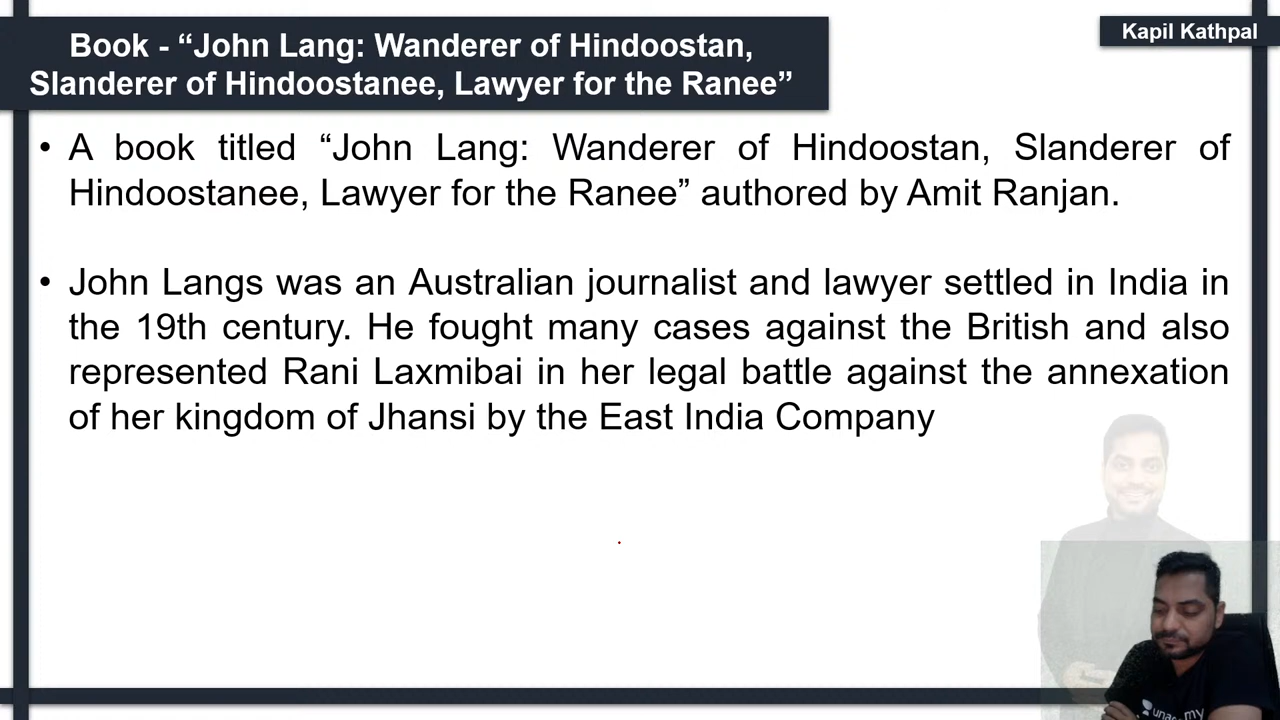 Book - “John Lang: Wanderer of Hindoostan,
Slanderer of Hindoostanee, Lawyer for the Ranee”
Kapil Kathpal
• A book titled “John Lang: Wanderer of Hindoostan, Slanderer of
Hindoostanee, Lawyer for the Ranee” authored by Amit Ranjan.
• John Langs was an Australian journalist and lawyer settled in India in
the 19th century. He fought many cases against the British and also
represented Rani Laxmibai in her legal battle against the annexation
of her kingdom of Jhansi by the East India Company